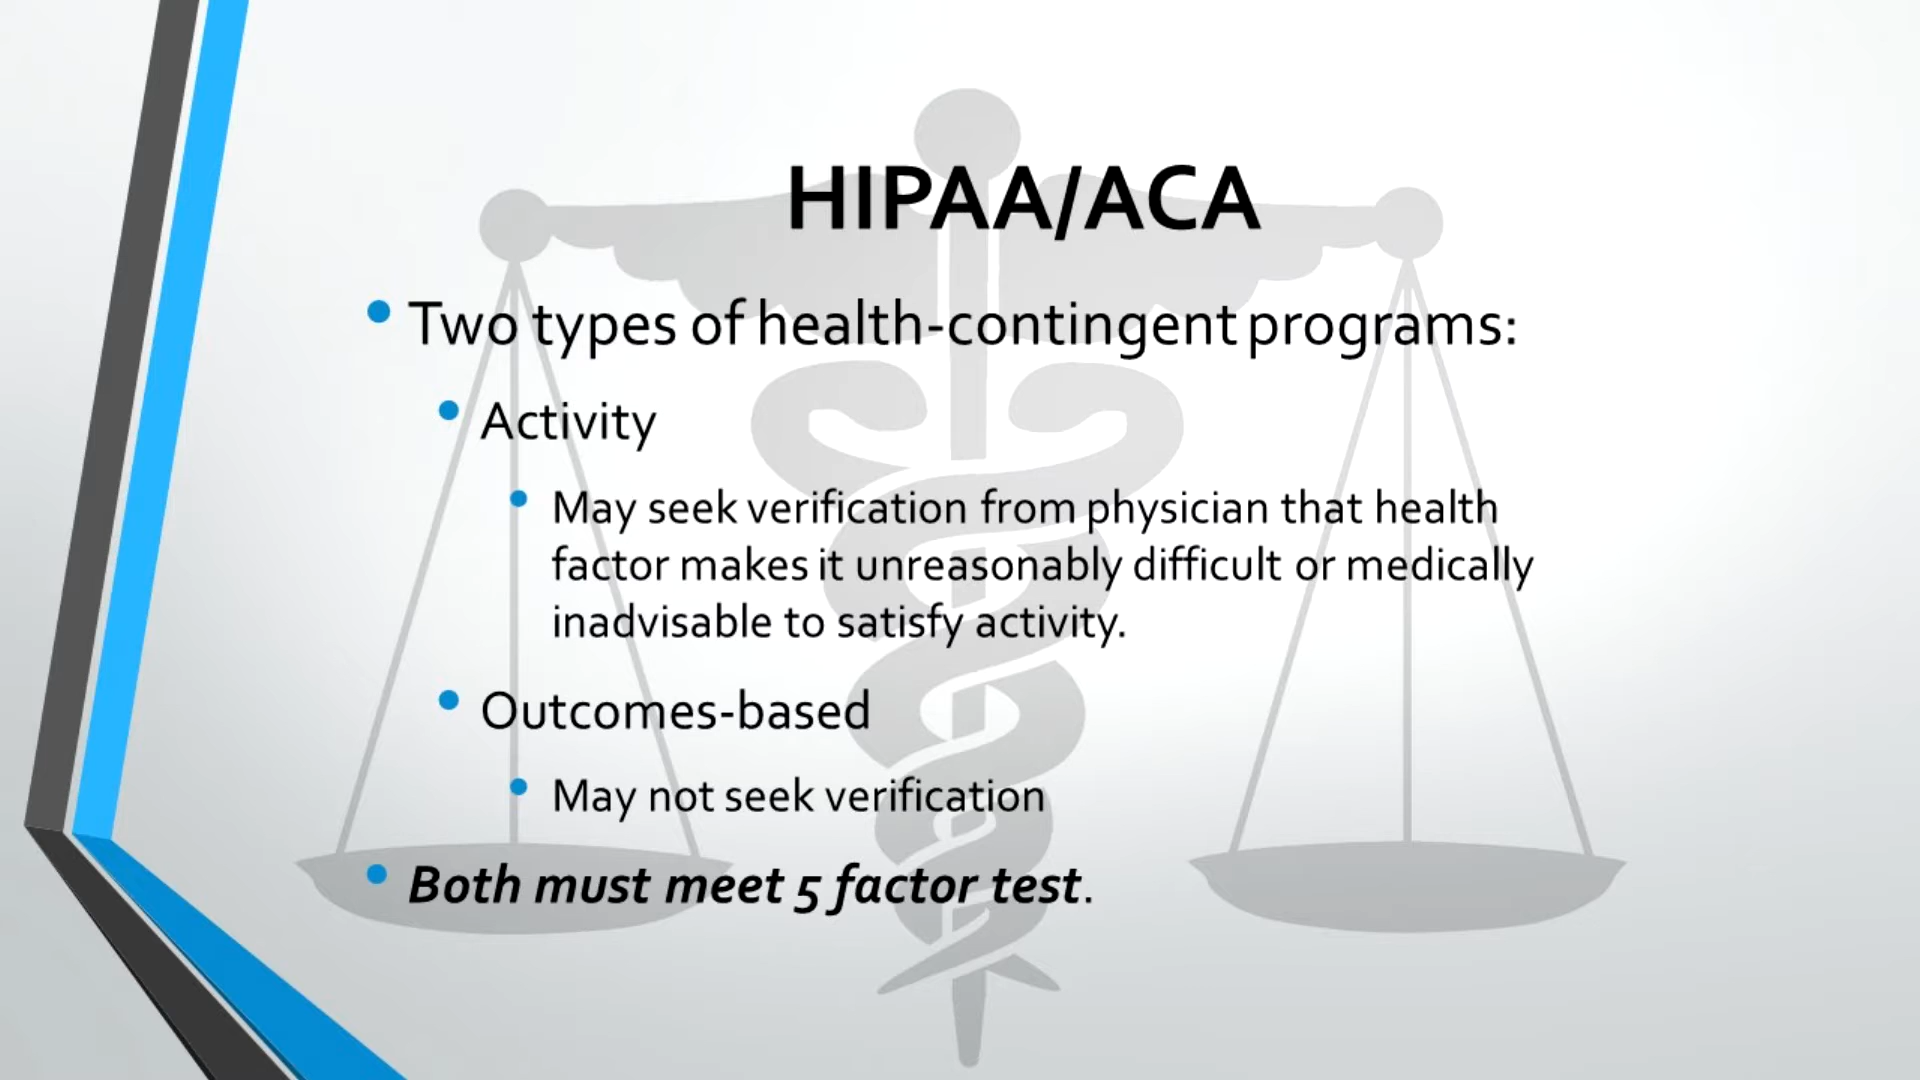 HIPAA/ACA
• Two types of health-contingent programs:
• Activity
• May seek verification from physician that health
factor makes it unreasonably difficult or medically
inadvisable to satisfy activity.
• Outcomes-based
• May not seek verification
• Both must meet 5 factor test.